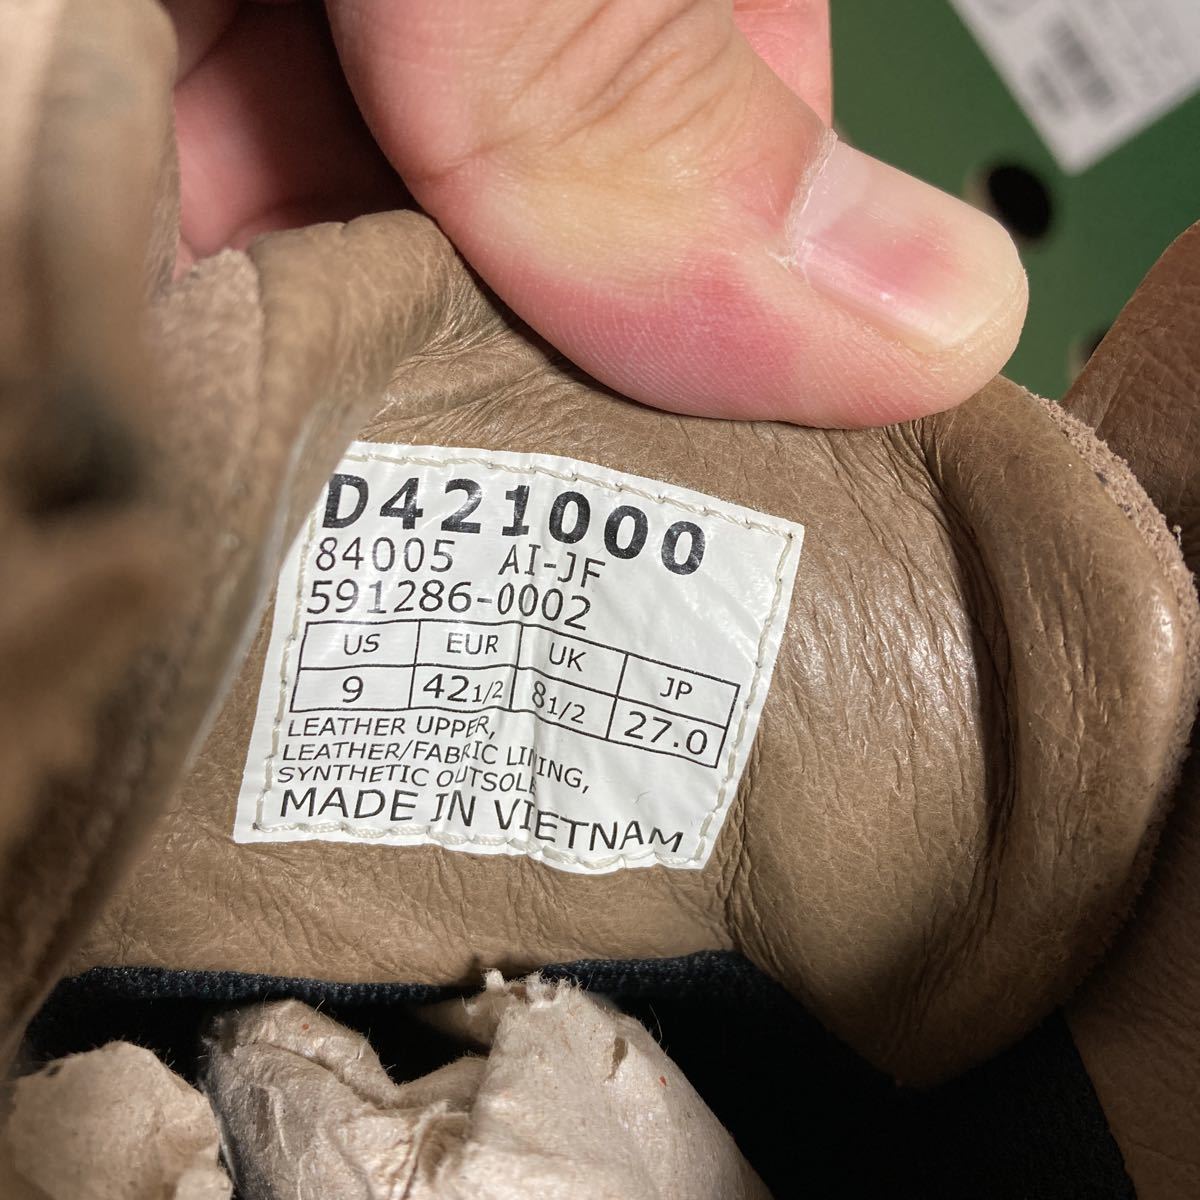 D421000
84005 AI-JF
591286-0002
US EUR UK JP
9 42 1/2 8 1/2 27.0
LEATHER UPPER,
LEATHER/FABRIC LINING,
SYNTHETIC OUTSOLE,
MADE IN VIETNAM